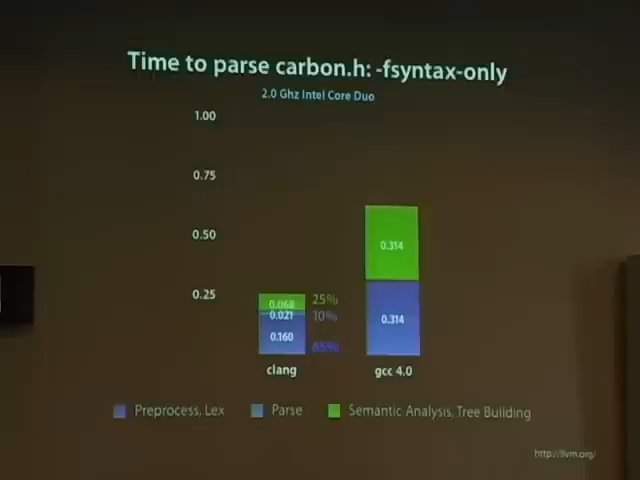 Time to parse carbon.h: -fsyntax-only
2.0 Ghz Intel Core Duo
1.00
0.75
0.50
0.25
0.314
0.314
0.068
0.021
0.160
25%
10%
65%
clang
gcc 4.0
Preprocess, Lex
Parse
Semantic Analysis, Tree Building
http://llvm.org/